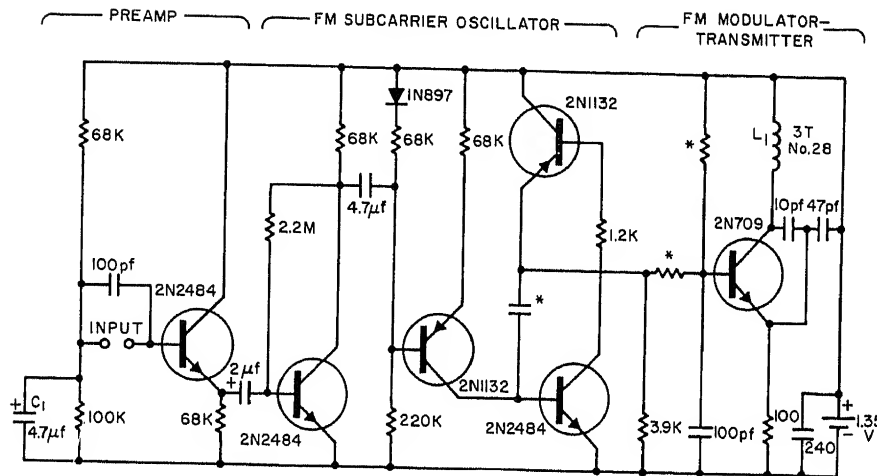 PREAMP
FM SUBCARRIER OSCILLATOR
FM MODULATOR-
TRANSMITTER
68K
68K
IN897
68K
68K
2N1132
*
L1
3T
No.28
2.2M
4.7μf
1.2K
10pf
47pf
2N709
100pf
2N2484
INPUT
*
*
+
C1
4.7μf
100K
68K
2μf
+
2N2484
220K
2N1132
2N2484
3.9K
100pf
100
240
+
-
1.35
V